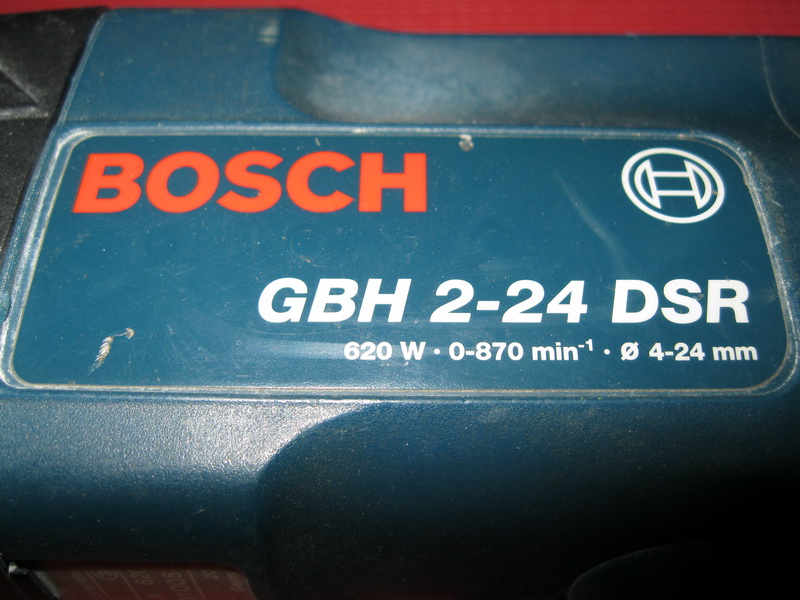 BOSCH
GBH 2-24 DSR
620 W · 0-870 min⁻¹ · Ø 4-24 mm